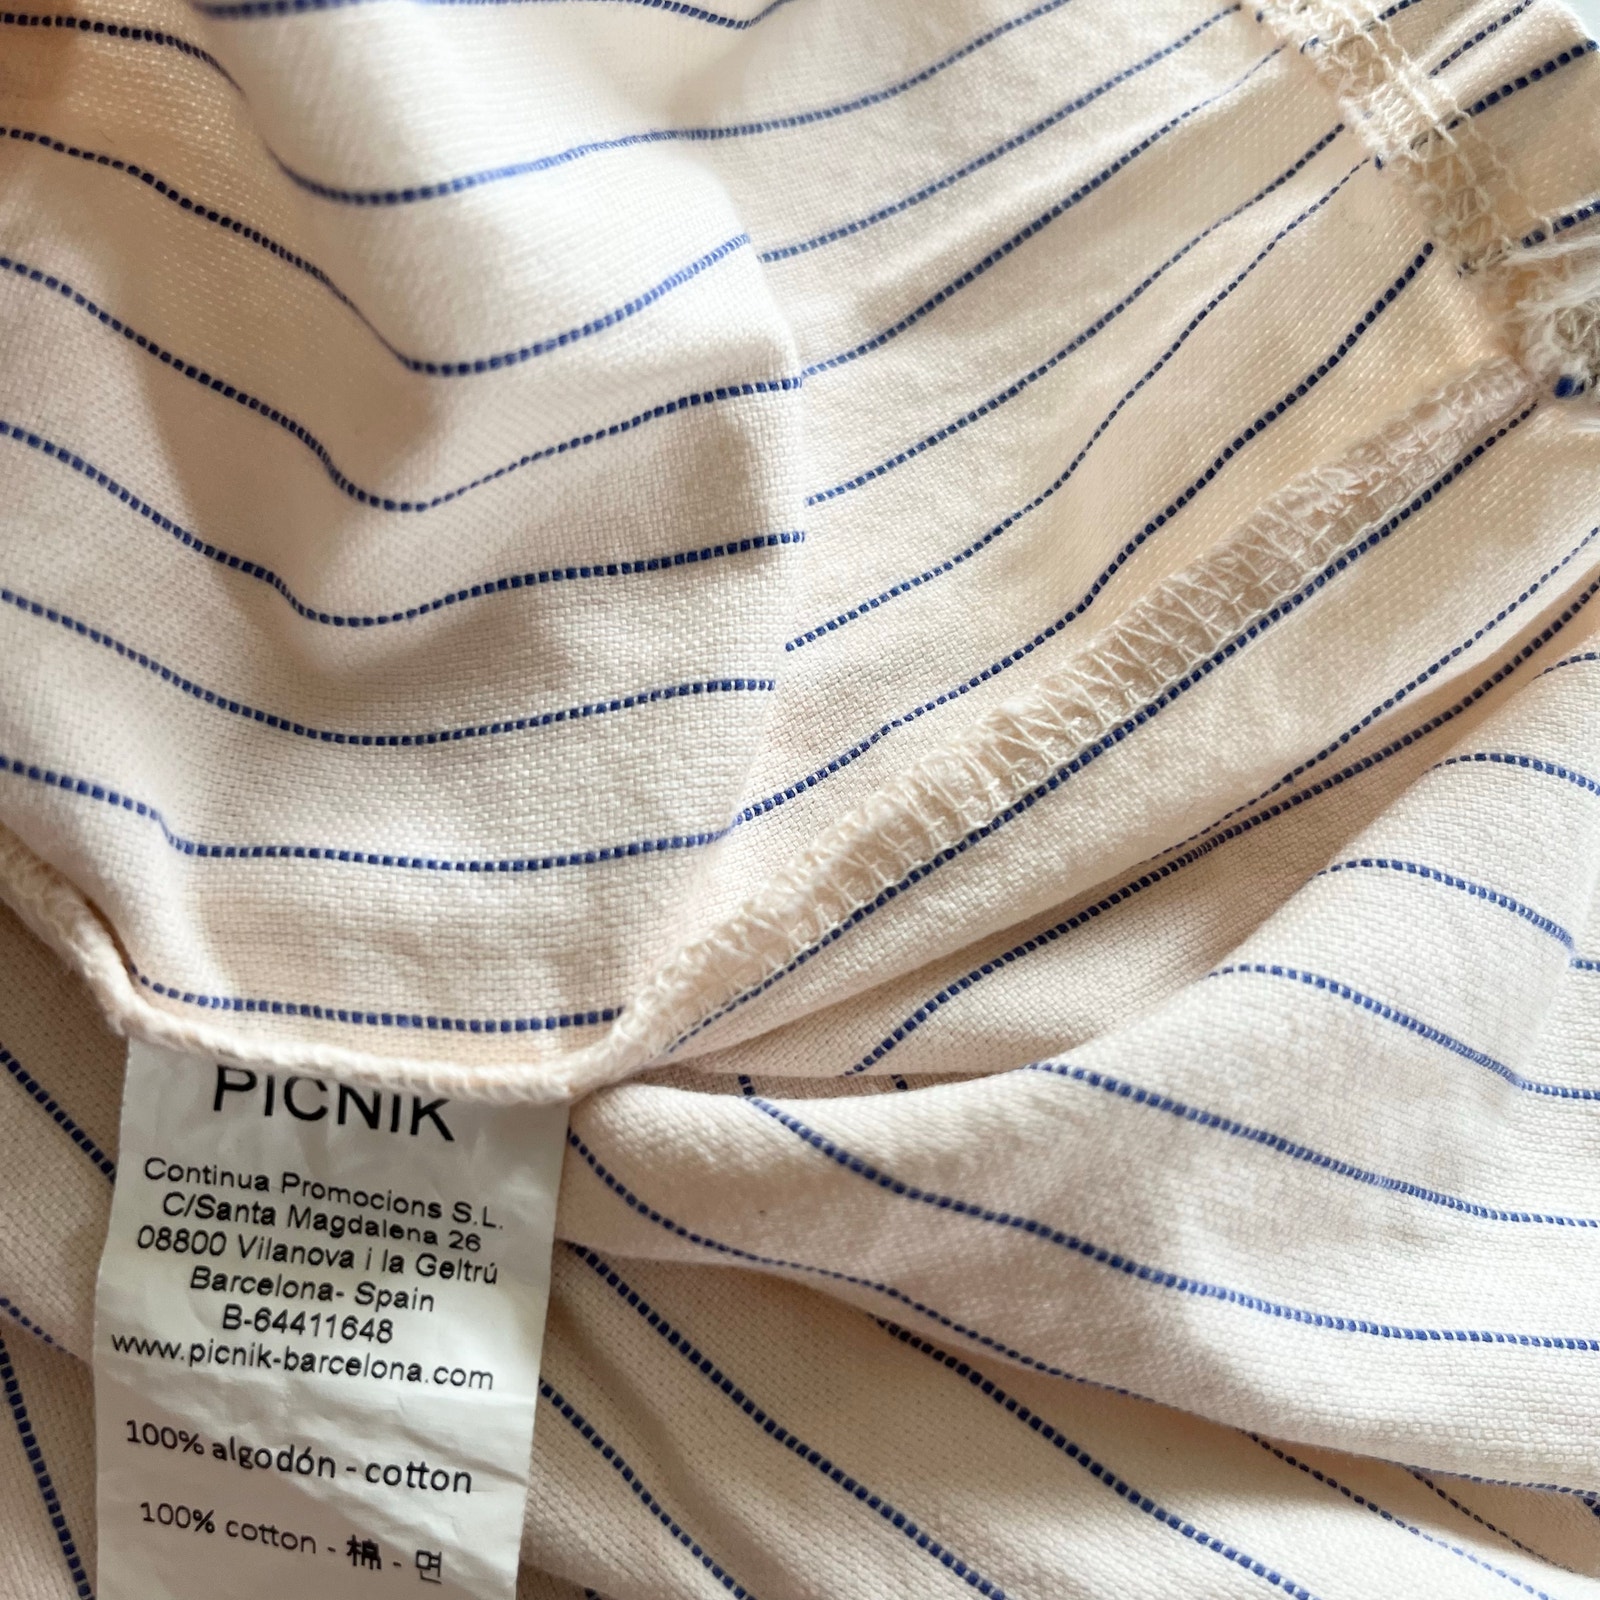 PICNIK
Continua Promocions S.L.
C/Santa Magdalena 26
08800 Vilanova i la Geltrú
Barcelona- Spain
B-64411648
www.picnik-barcelona.com
100% algodón - cotton
100% cotton - 棉 - 면